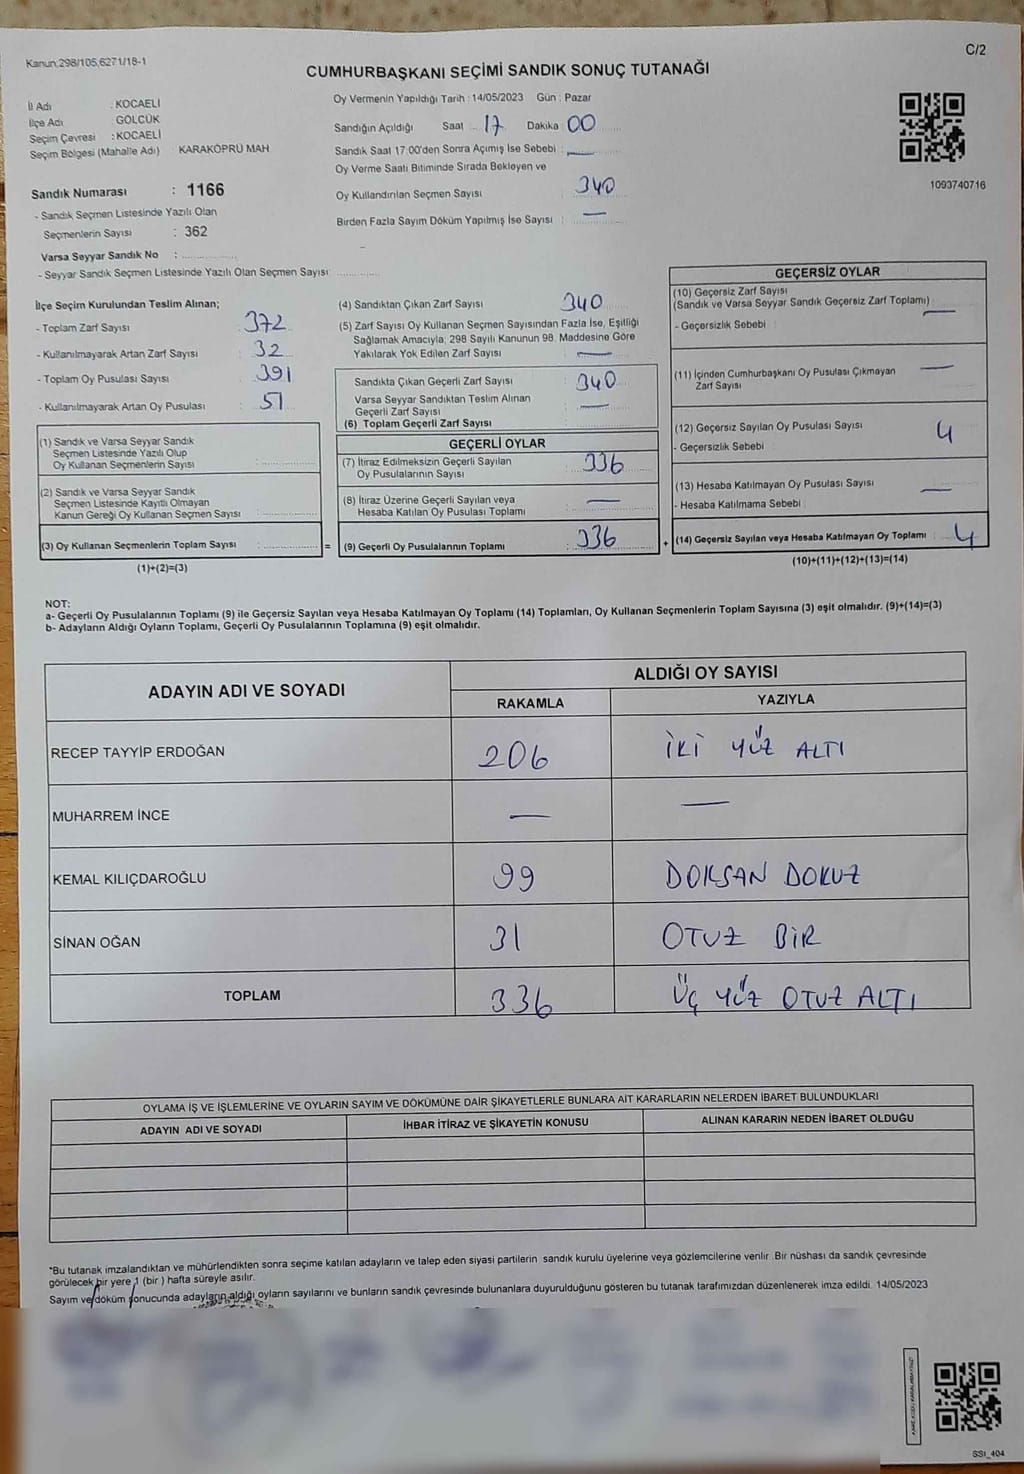 Kanun;298/105,6271/18-1
C/2
CUMHURBAŞKANI SEÇİMİ SANDIK SONUÇ TUTANAĞI
İl Adı : KOCAELİ
İlçe Adı GÖLCÜK
Seçim Çevresi : KOCAELİ
Seçim Bölgesi (Mahalle Adı) KARAKÖPRÜ MAH
Sandık Numarası : 1166
- Sandık Seçmen Listesinde Yazılı Olan
Seçmenlerin Sayısı : 362
Varsa Seyyar Sandık No :
- Seyyar Sandık Seçmen Listesinde Yazılı Olan Seçmen Sayısı
Oy Vermenin Yapıldığı Tarih : 14/05/2023 Gün : Pazar
Sandığın Açıldığı Saat 17 Dakika 00
Sandık Saat 17:00'den Sonra Açımış İse Sebebi : —
Oy Verme Saati Bitiminde Sırada Bekleyen ve
Oy Kullandırılan Seçmen Sayısı 340
Birden Fazla Sayım Döküm Yapılmış İse Sayısı : —
1093740716
İlçe Seçim Kurulundan Teslim Alınan;
- Toplam Zarf Sayısı : 372
- Kullanılmayarak Artan Zarf Sayısı : 32
- Toplam Oy Pusulası Sayısı : 391
- Kullanılmayarak Artan Oy Pusulası : 51
(1) Sandık ve Varsa Seyyar Sandık
Seçmen Listesinde Yazılı Olup
Oy Kullanan Seçmenlerin Sayısı :
(2) Sandık ve Varsa Seyyar Sandık
Seçmen Listesinde Kayıtlı Olmayan
Kanun Gereği Oy Kullanan Seçmen Sayısı :
(3) Oy Kullanan Seçmenlerin Toplam Sayısı : =
(1)+(2)=(3)
(4) Sandıktan Çıkan Zarf Sayısı : 340
(5) Zarf Sayısı Oy Kullanan Seçmen Sayısından Fazla İse, Eşitliği
Sağlamak Amacıyla; 298 Sayılı Kanunun 98. Maddesine Göre
Yakılarak Yok Edilen Zarf Sayısı : —
Sandıkta Çıkan Geçerli Zarf Sayısı : 340
Varsa Seyyar Sandıktan Teslim Alınan
Geçerli Zarf Sayısı : —
(6) Toplam Geçerli Zarf Sayısı :
GEÇERLİ OYLAR
(7) İtiraz Edilmeksizin Geçerli Sayılan
Oy Pusulalarının Sayısı : 336
(8) İtiraz Üzerine Geçerli Sayılan veya
Hesaba Katılan Oy Pusulası Toplamı : —
(9) Geçerli Oy Pusulalarının Toplamı : 336 +
GEÇERSİZ OYLAR
(10) Geçersiz Zarf Sayısı
(Sandık ve Varsa Seyyar Sandık Geçersiz Zarf Toplamı) —
- Geçersizlik Sebebi :
(11) İçinden Cumhurbaşkanı Oy Pusulası Çıkmayan
Zarf Sayısı —
(12) Geçersiz Sayılan Oy Pusulası Sayısı 4
- Geçersizlik Sebebi :
(13) Hesaba Katılmayan Oy Pusulası Sayısı —
- Hesaba Katılmama Sebebi :
(14) Geçersiz Sayılan veya Hesaba Katılmayan Oy Toplamı : 4
(10)+(11)+(12)+(13)=(14)
NOT:
a- Geçerli Oy Pusulalarının Toplamı (9) ile Geçersiz Sayılan veya Hesaba Katılmayan Oy Toplamı (14) Toplamları, Oy Kullanan Seçmenlerin Toplam Sayısına (3) eşit olmalıdır. (9)+(14)=(3)
b- Adayların Aldığı Oyların Toplamı, Geçerli Oy Pusulalarının Toplamına (9) eşit olmalıdır.
ADAYIN ADI VE SOYADI
ALDIĞI OY SAYISI
RAKAMLA YAZIYLA
RECEP TAYYİP ERDOĞAN 206 İKİ YÜZ ALTI
MUHARREM İNCE — —
KEMAL KILIÇDAROĞLU 99 DOKSAN DOKUZ
SİNAN OĞAN 31 OTUZ BİR
TOPLAM 336 ÜÇ YÜZ OTUZ ALTI
OYLAMA İŞ VE İŞLEMLERİNE VE OYLARIN SAYIM VE DÖKÜMÜNE DAİR ŞİKAYETLERLE BUNLARA AİT KARARLARIN NELERDEN İBARET BULUNDUKLARI
ADAYIN ADI VE SOYADI İHBAR İTİRAZ VE ŞİKAYETİN KONUSU ALINAN KARARIN NEDEN İBARET OLDUĞU
*Bu tutanak imzalandıktan ve mühürlendikten sonra seçime katılan adayların ve talep eden siyasi partilerin sandık kurulu üyelerine veya gözlemcilerine verilir. Bir nüshası da sandık çevresinde
görülecek bir yere 1 (bir ) hafta süreyle asılır.
Sayım ve döküm sonucunda adayların aldığı oyların sayılarını ve bunların sandık çevresinde bulunanlara duyurulduğunu gösteren bu tutanak tarafımızdan düzenlenerek imza edildi. 14/05/2023
SSI_404